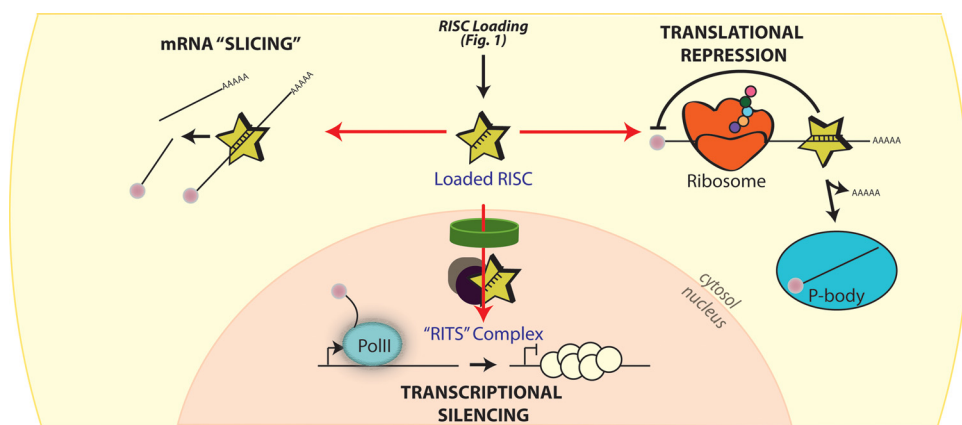 RISC Loading
(Fig. 1)
mRNA “SLICING”
TRANSLATIONAL
REPRESSION
AAAAA
AAAAA
AAAAA
Loaded RISC
Ribosome
AAAAA
P-body
cytosol
nucleus
“RITS” Complex
PolII
TRANSCRIPTIONAL
SILENCING